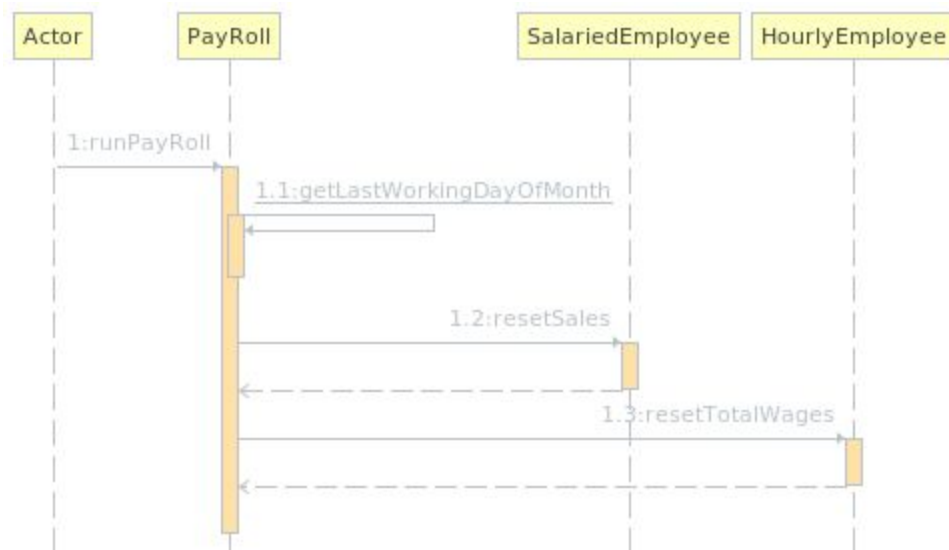 Actor
PayRoll
SalariedEmployee
HourlyEmployee
1:runPayRoll
1.1:getLastWorkingDayOfMonth
1.2:resetSales
1.3:resetTotalWages